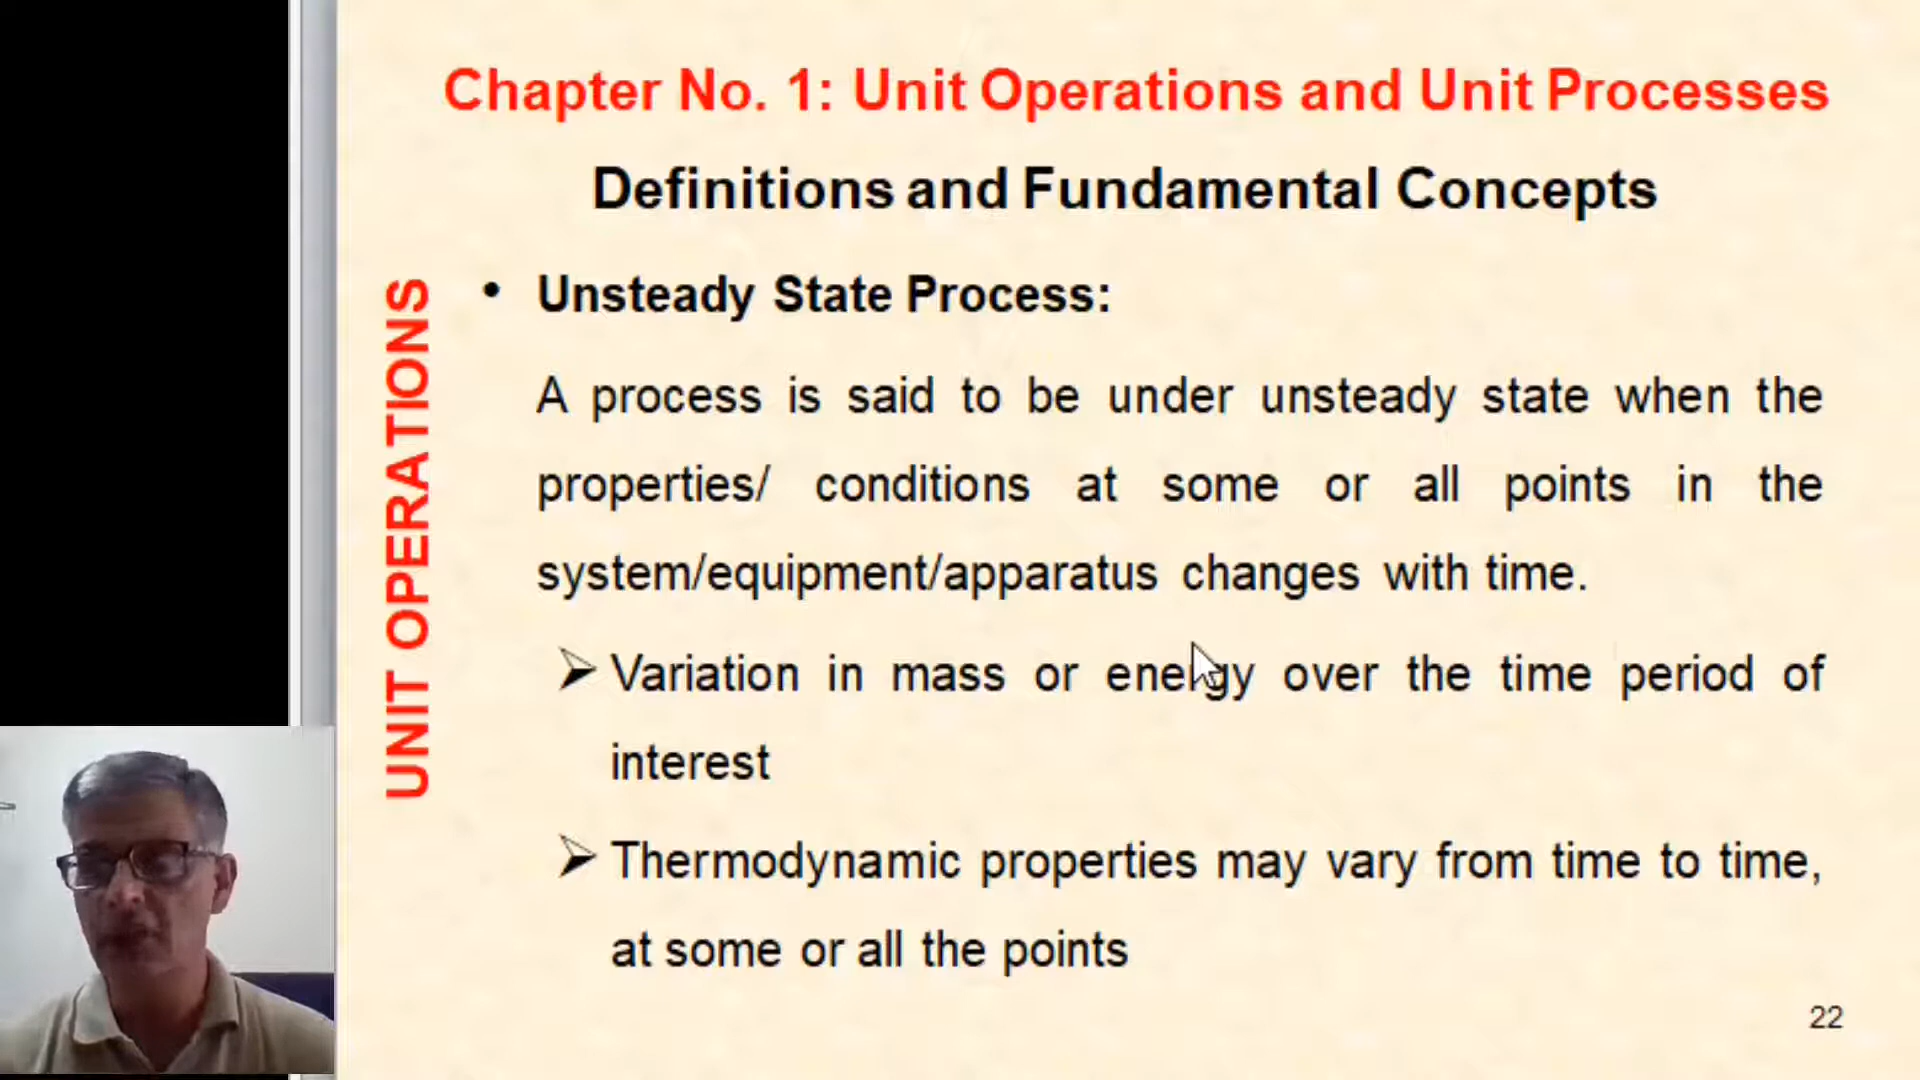 Chapter No. 1: Unit Operations and Unit Processes
Definitions and Fundamental Concepts
UNIT OPERATIONS
• Unsteady State Process:
A process is said to be under unsteady state when the
properties/ conditions at some or all points in the
system/equipment/apparatus changes with time.
➢ Variation in mass or energy over the time period of
interest
➢ Thermodynamic properties may vary from time to time,
at some or all the points
22